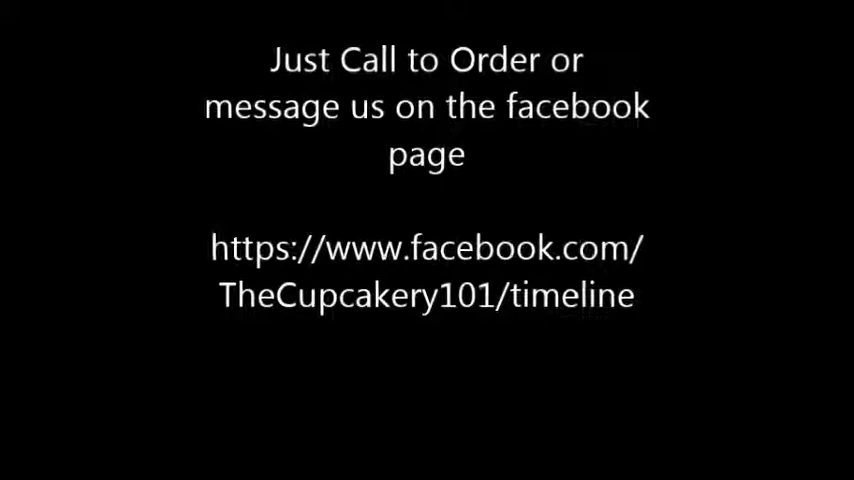 Just Call to Order or
message us on the facebook
page
https://www.facebook.com/
TheCupcakery101/timeline